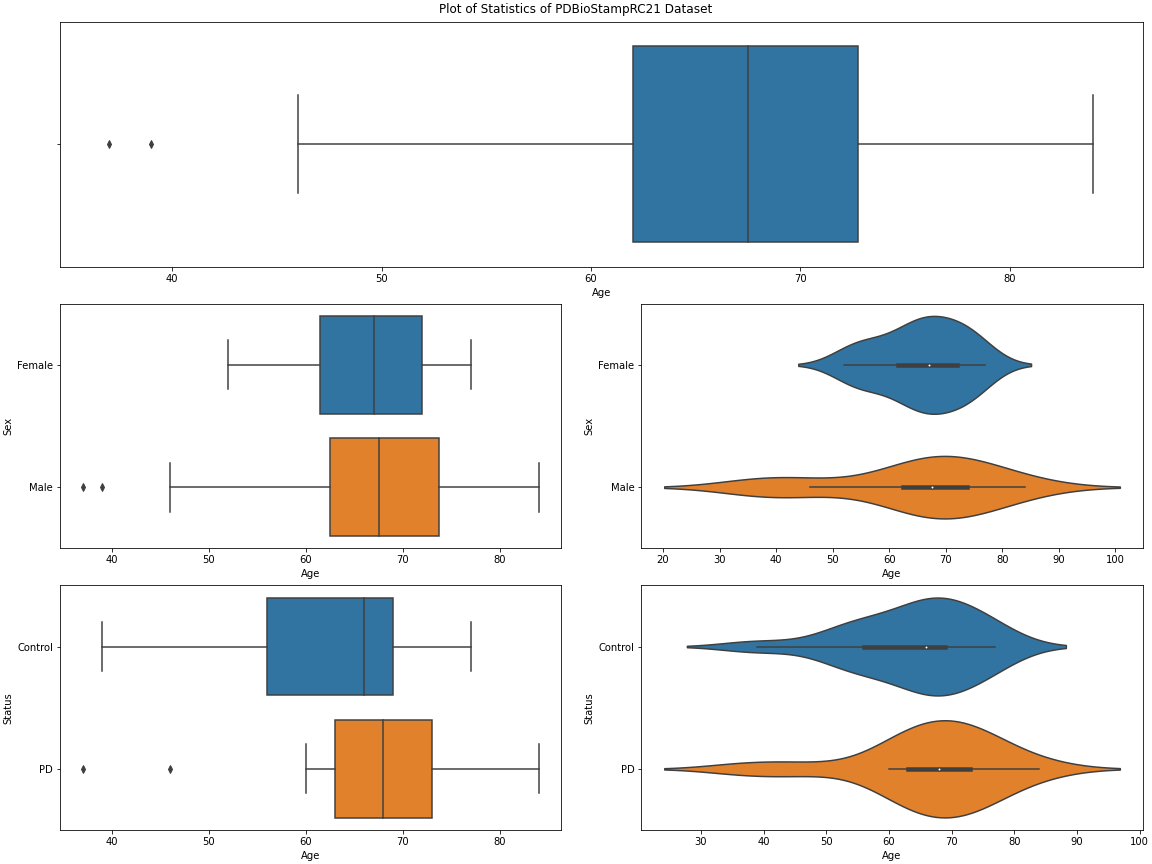 Plot of Statistics of PDBioStampRC21 Dataset
40 50 60 70 80
Age
Female
Male
Sex
40 50 60 70 80
Age
Female
Male
Sex
20 30 40 50 60 70 80 90 100
Age
Control
PD
Status
40 50 60 70 80
Age
Control
PD
Status
30 40 50 60 70 80 90 100
Age